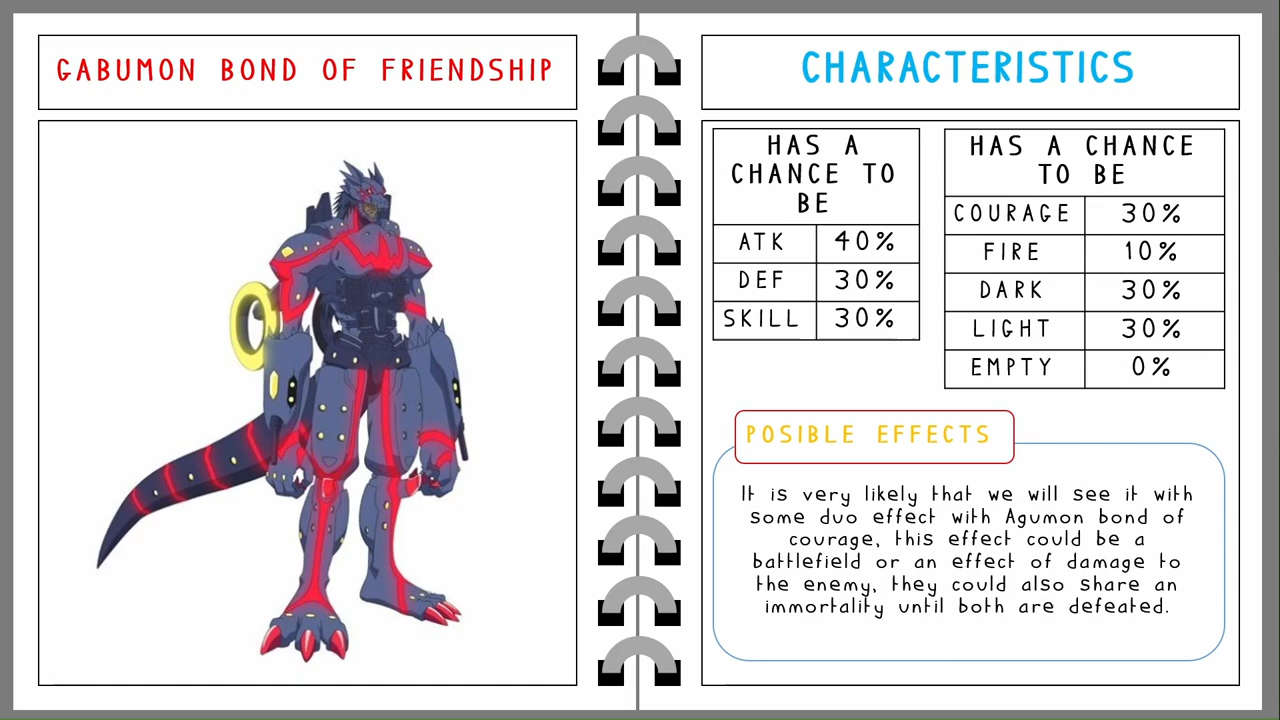 GABUMON BOND OF FRIENDSHIP
CHARACTERISTICS
HAS A
CHANCE TO
BE
ATK 40%
DEF 30%
SKILL 30%
HAS A CHANCE
TO BE
COURAGE 30%
FIRE 10%
DARK 30%
LIGHT 30%
EMPTY 0%
POSIBLE EFFECTS
It is very likely that we will see it with
some duo effect with Agumon bond of
courage, this effect could be a
battlefield or an effect of damage to
the enemy, they could also share an
immortality until both are defeated.